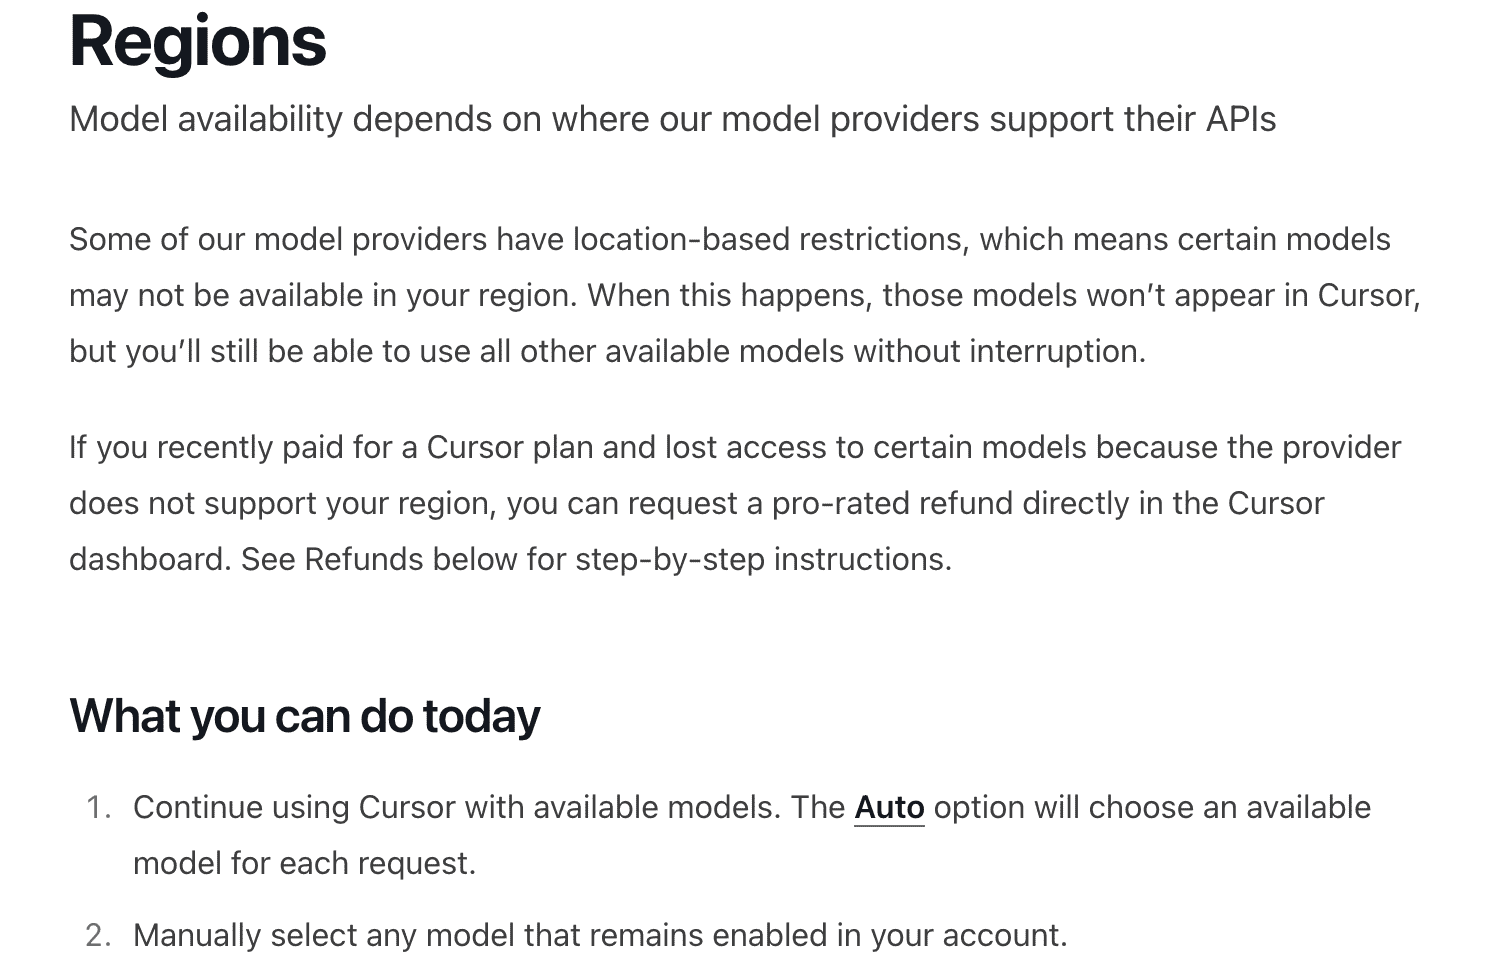 Regions
Model availability depends on where our model providers support their APIs
Some of our model providers have location-based restrictions, which means certain models
may not be available in your region. When this happens, those models won’t appear in Cursor,
but you’ll still be able to use all other available models without interruption.
If you recently paid for a Cursor plan and lost access to certain models because the provider
does not support your region, you can request a pro-rated refund directly in the Cursor
dashboard. See Refunds below for step-by-step instructions.
What you can do today
1. Continue using Cursor with available models. The Auto option will choose an available
model for each request.
2. Manually select any model that remains enabled in your account.